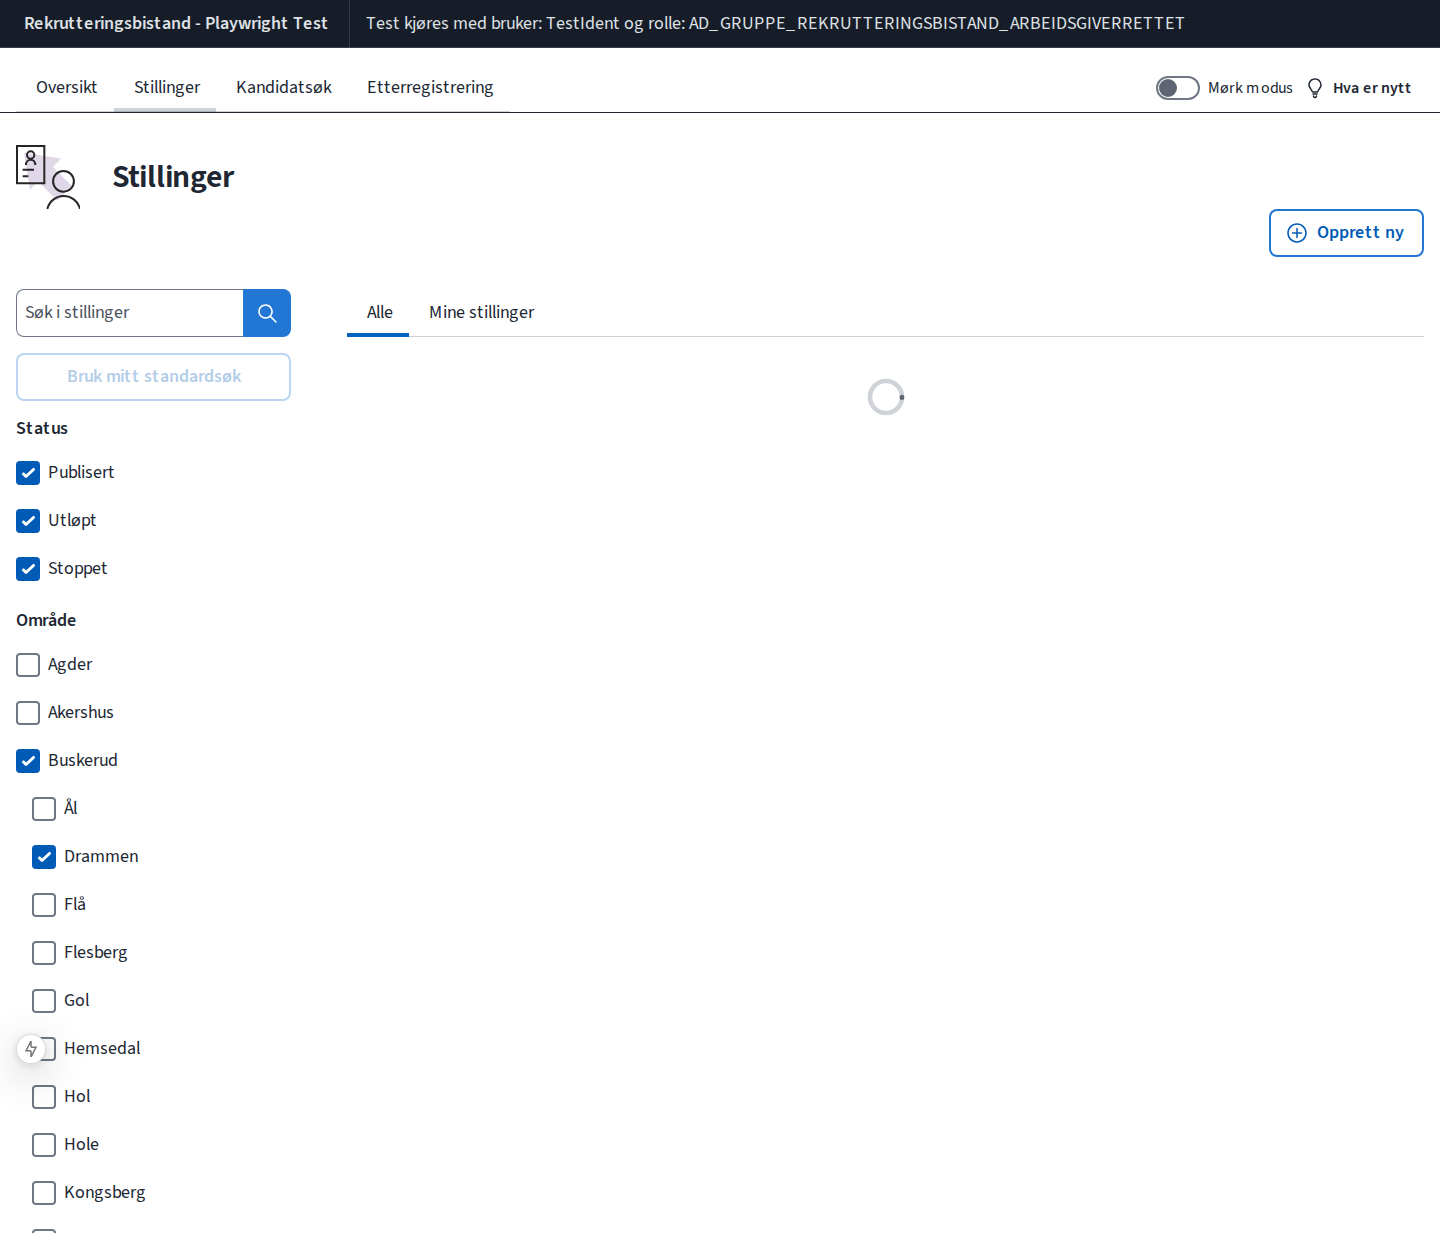 Rekrutteringsbistand - Playwright Test
Test kjøres med bruker: TestIdent og rolle: AD_GRUPPE_REKRUTTERINGSBISTAND_ARBEIDSGIVERRETTET
Oversikt
Stillinger
Kandidatsøk
Etterregistrering
Mørk modus
Hva er nytt
Stillinger
Opprett ny
Søk i stillinger
Alle
Mine stillinger
Bruk mitt standardsøk
Status
Publisert
Utløpt
Stoppet
Område
Agder
Akershus
Buskerud
Ål
Drammen
Flå
Flesberg
Gol
Hemsedal
Hol
Hole
Kongsberg